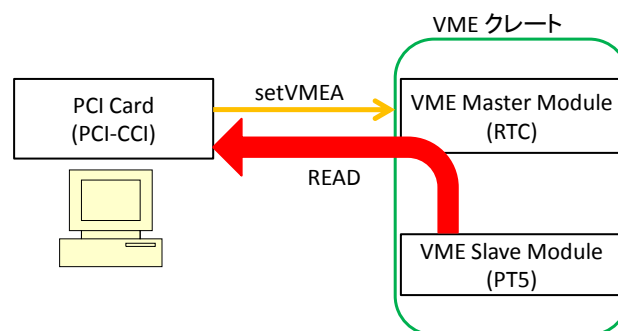 VME クレート
PCI Card
(PCI-CCI)
setVMEA
VME Master Module
(RTC)
READ
VME Slave Module
(PT5)